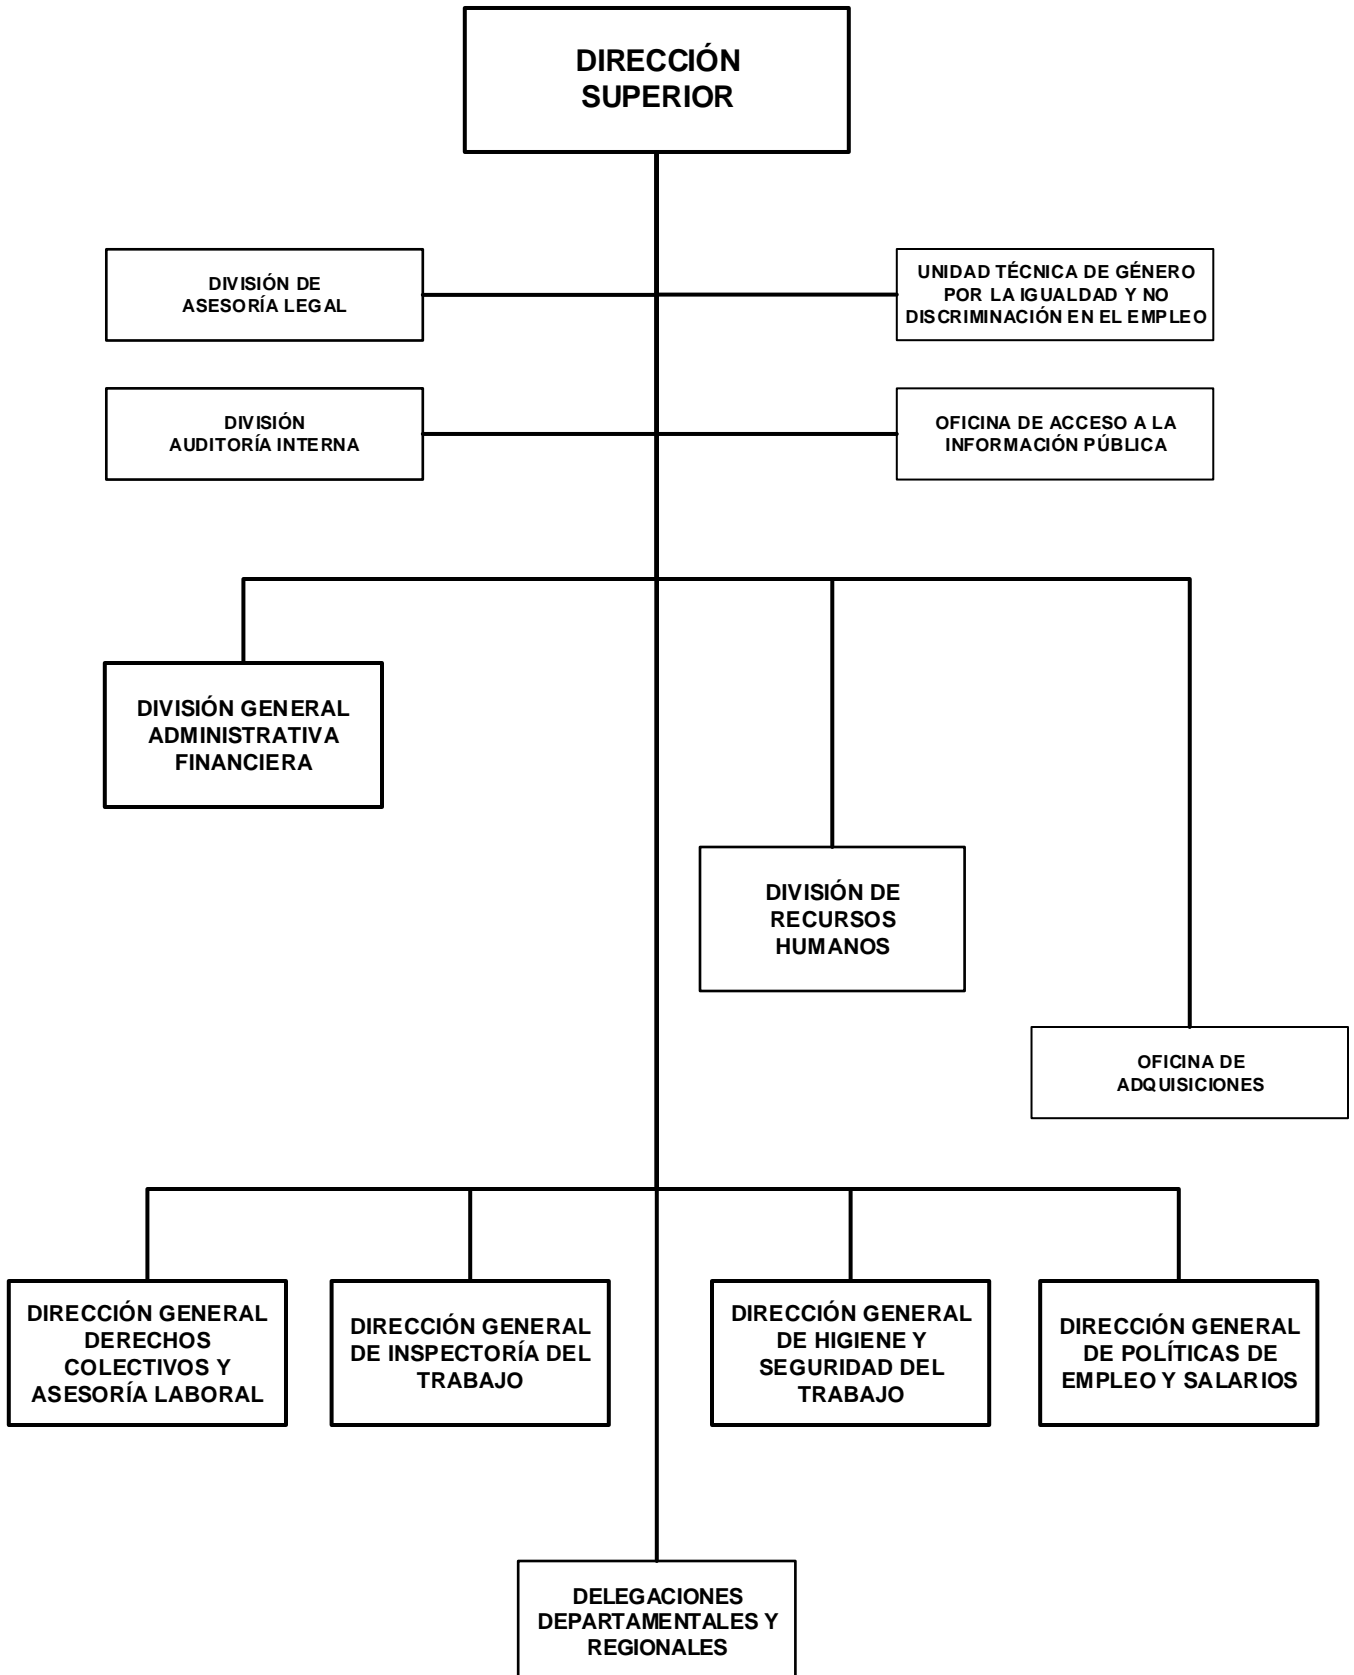 DIRECCIÓN
SUPERIOR
DIVISIÓN DE
ASESORÍA LEGAL
UNIDAD TÉCNICA DE GÉNERO
POR LA IGUALDAD Y NO
DISCRIMINACIÓN EN EL EMPLEO
DIVISIÓN
AUDITORÍA INTERNA
OFICINA DE ACCESO A LA
INFORMACIÓN PÚBLICA
DIVISIÓN GENERAL
ADMINISTRATIVA
FINANCIERA
DIVISIÓN DE
RECURSOS
HUMANOS
OFICINA DE
ADQUISICIONES
DIRECCIÓN GENERAL
DERECHOS
COLECTIVOS Y
ASESORÍA LABORAL
DIRECCIÓN GENERAL
DE INSPECTORÍA DEL
TRABAJO
DIRECCIÓN GENERAL
DE HIGIENE Y
SEGURIDAD DEL
TRABAJO
DIRECCIÓN GENERAL
DE POLÍTICAS DE
EMPLEO Y SALARIOS
DELEGACIONES
DEPARTAMENTALES Y
REGIONALES